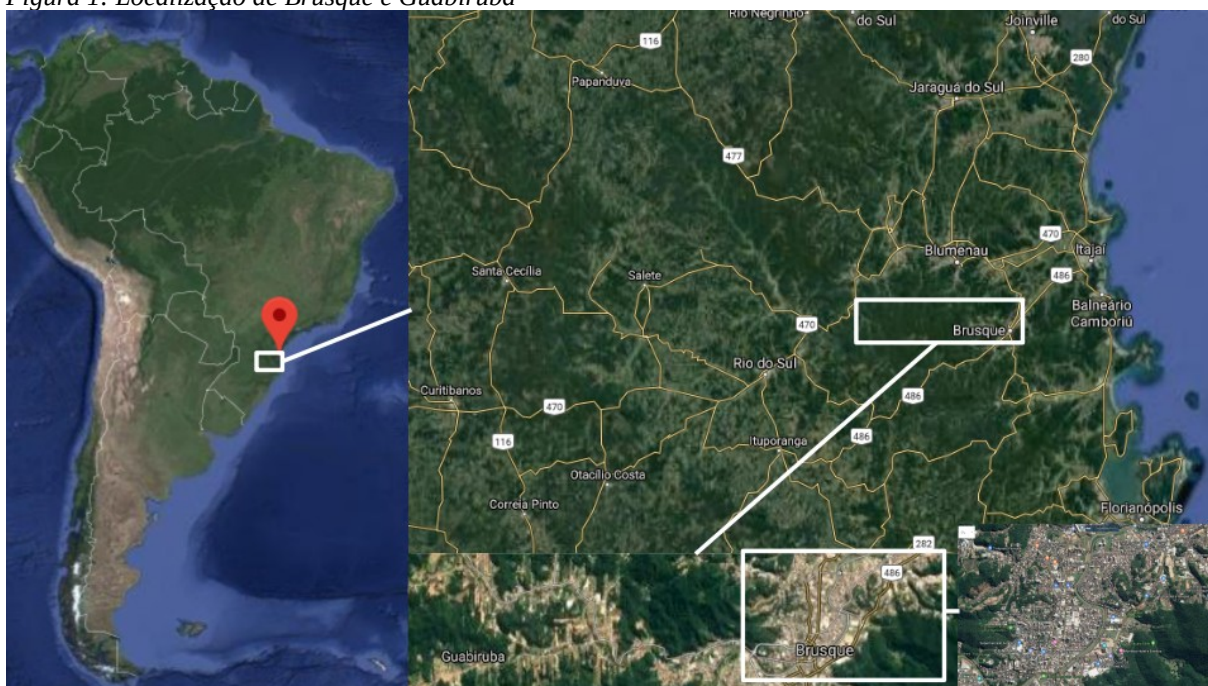 Figura 1: Localização de Brusque e Guabiruba
Rio Negrinho
do Sul
Joinville
do Sul
116
280
Papanduva
Jaraguá do Sul
477
470
Blumenau
Itajaí
Santa Cecília
Salete
486
Balneário
Camboriú
470
Brusque
Rio do Sul
Curitibanos
470
486
116
Ituporanga
486
Otacílio Costa
Correia Pinto
Florianópolis
282
486
Guabiruba
Brusque